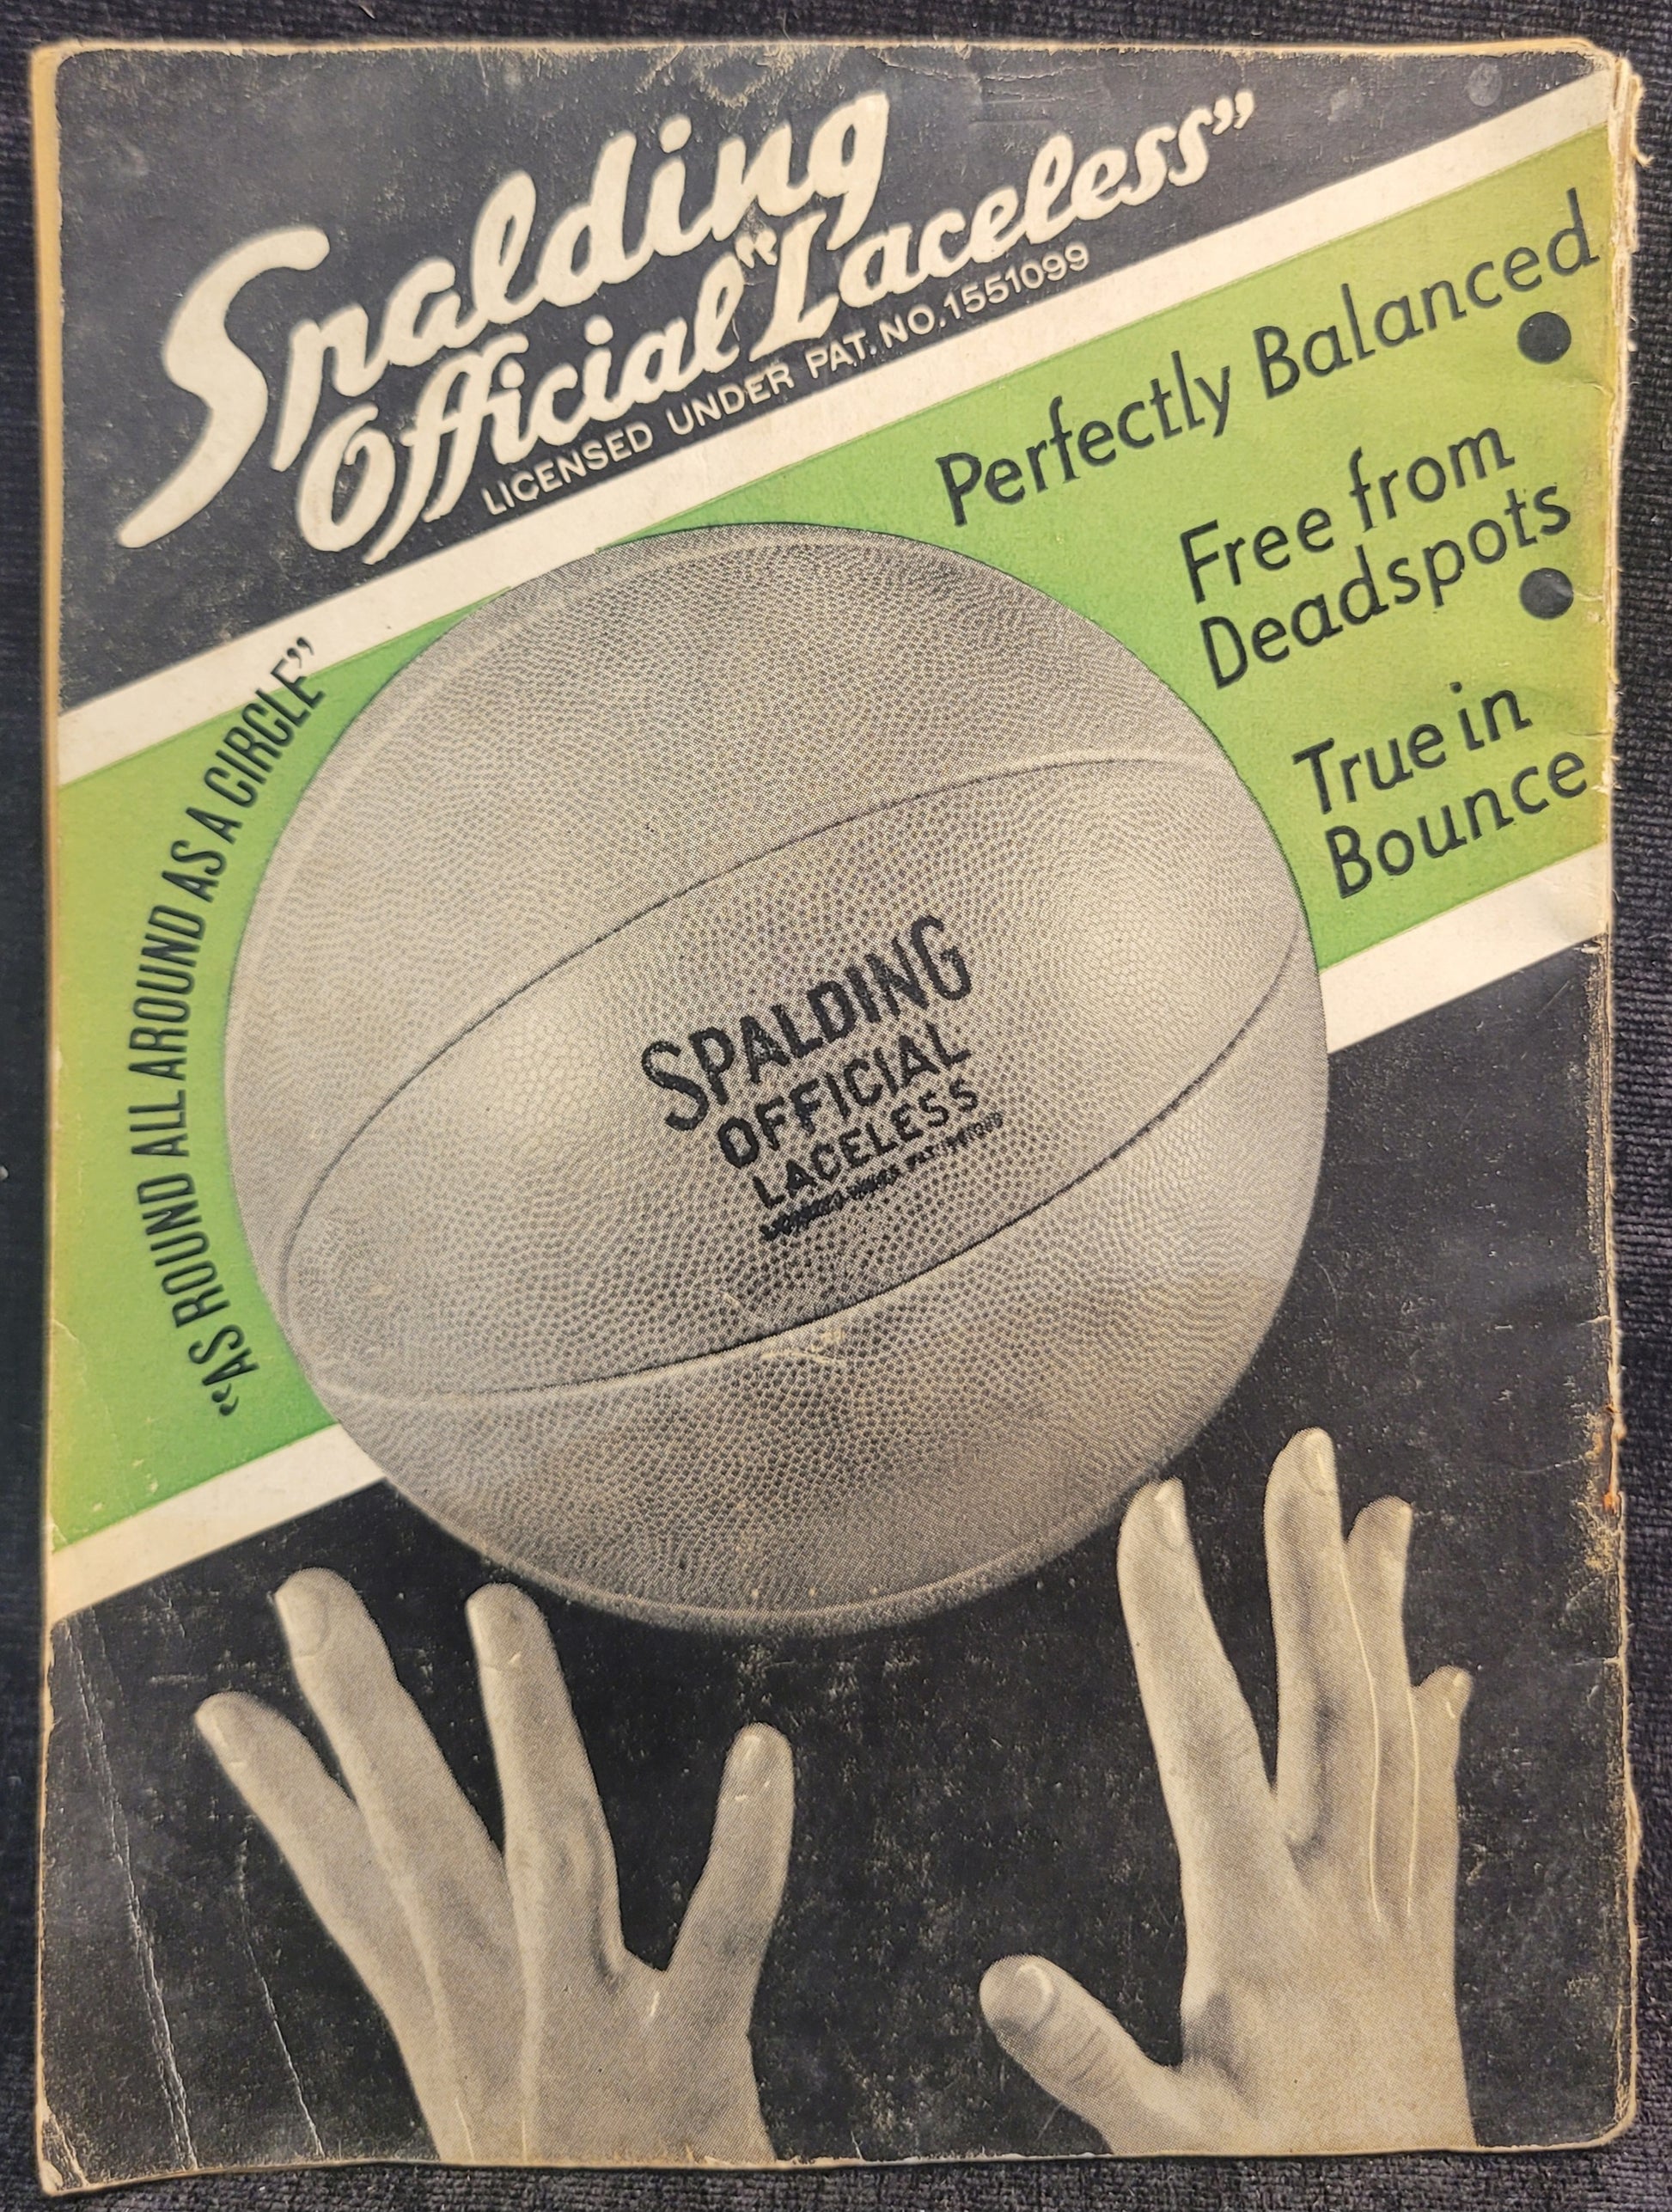 Spalding
Official "Laceless"
LICENSED UNDER PAT. NO. 1551099
Perfectly Balanced
Free from
Deadspots
True in
Bounce
"AS ROUND ALL AROUND AS A CIRCLE"
SPALDING
OFFICIAL
LACELESS